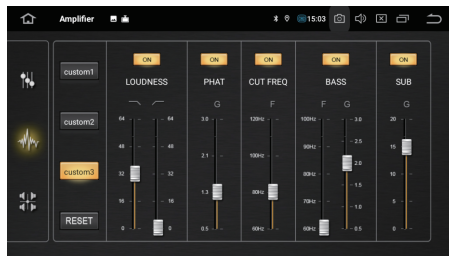 Amplifier 15:03
ON ON ON ON ON
custom1
LOUDNESS PHAT CUT FREQ BASS SUB
G F F G G
custom2
64 64 3.0 120Hz 100Hz 3.0 20
48 48 90Hz 2.5 15
2.1 100Hz
custom3
32 32 80Hz 2.0 10
1.3 80Hz 1.5
16 16 70Hz 1.0 5
RESET
0 0 0.5 60Hz 60Hz 0.5 0